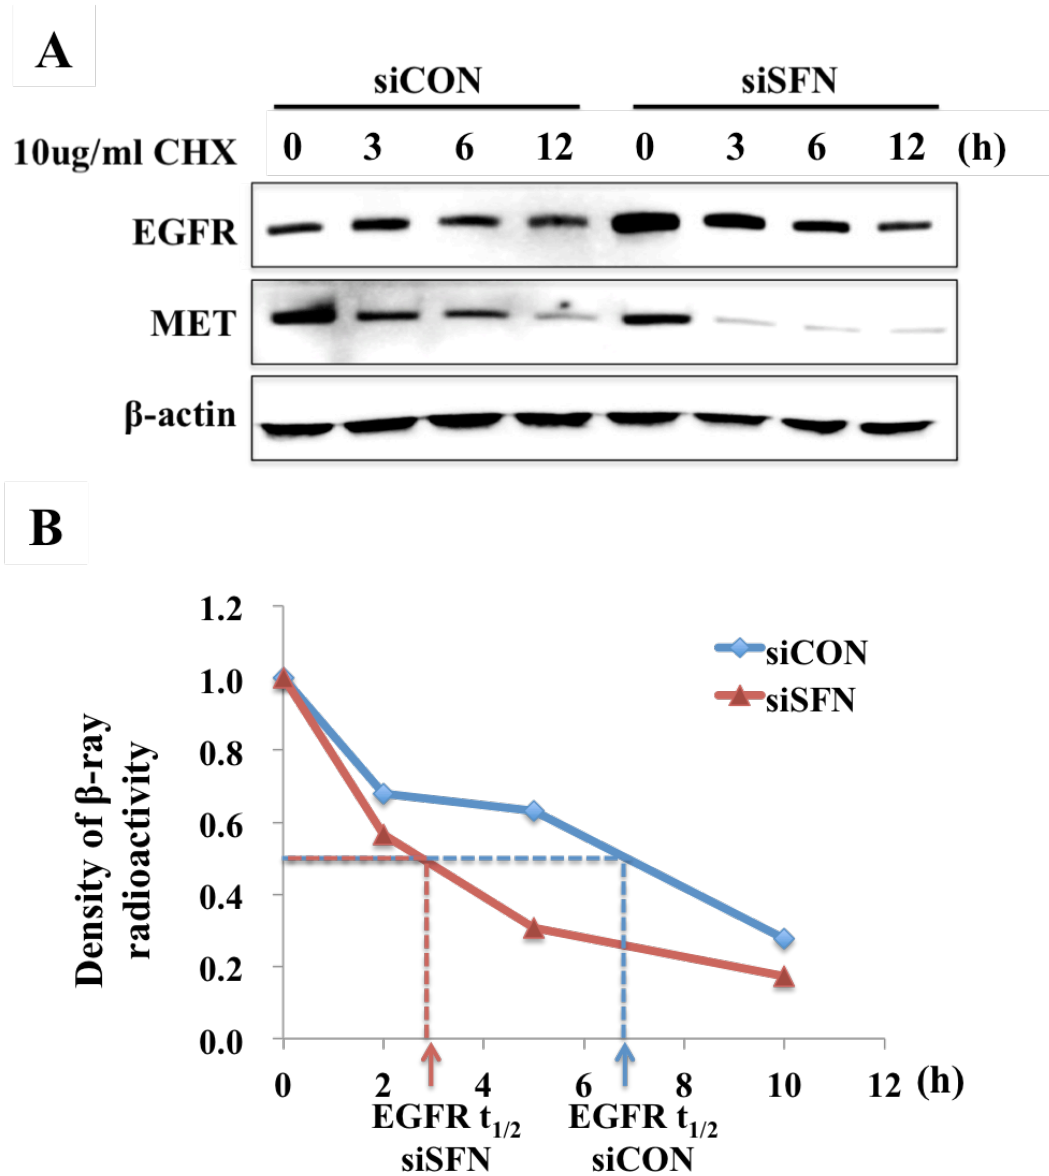 A
siCON siSFN
10ug/ml CHX 0 3 6 12 0 3 6 12 (h)
EGFR
MET
β-actin
B
1.2
1.0
0.8
0.6
0.4
0.2
0.0
Density of β-ray
radioactivity
siCON
siSFN
0 2 4 6 8 10 12 (h)
EGFR t1/2 EGFR t1/2
siSFN siCON